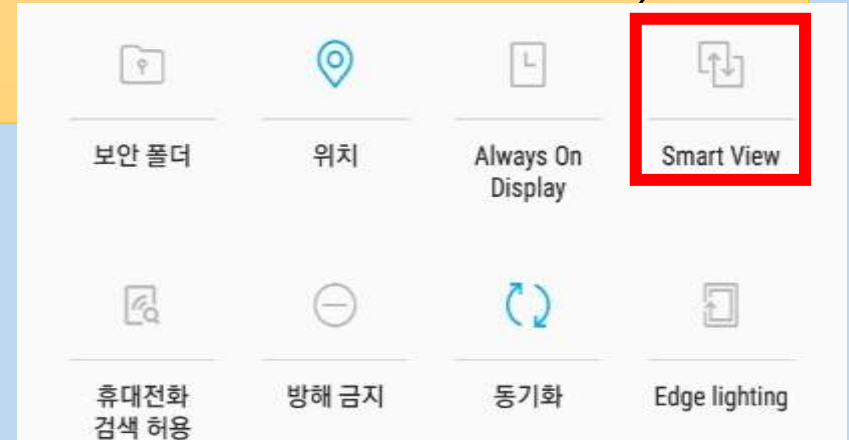 보안 폴더
위치
Always On
Display
Smart View
휴대전화
검색 허용
방해 금지
동기화
Edge lighting